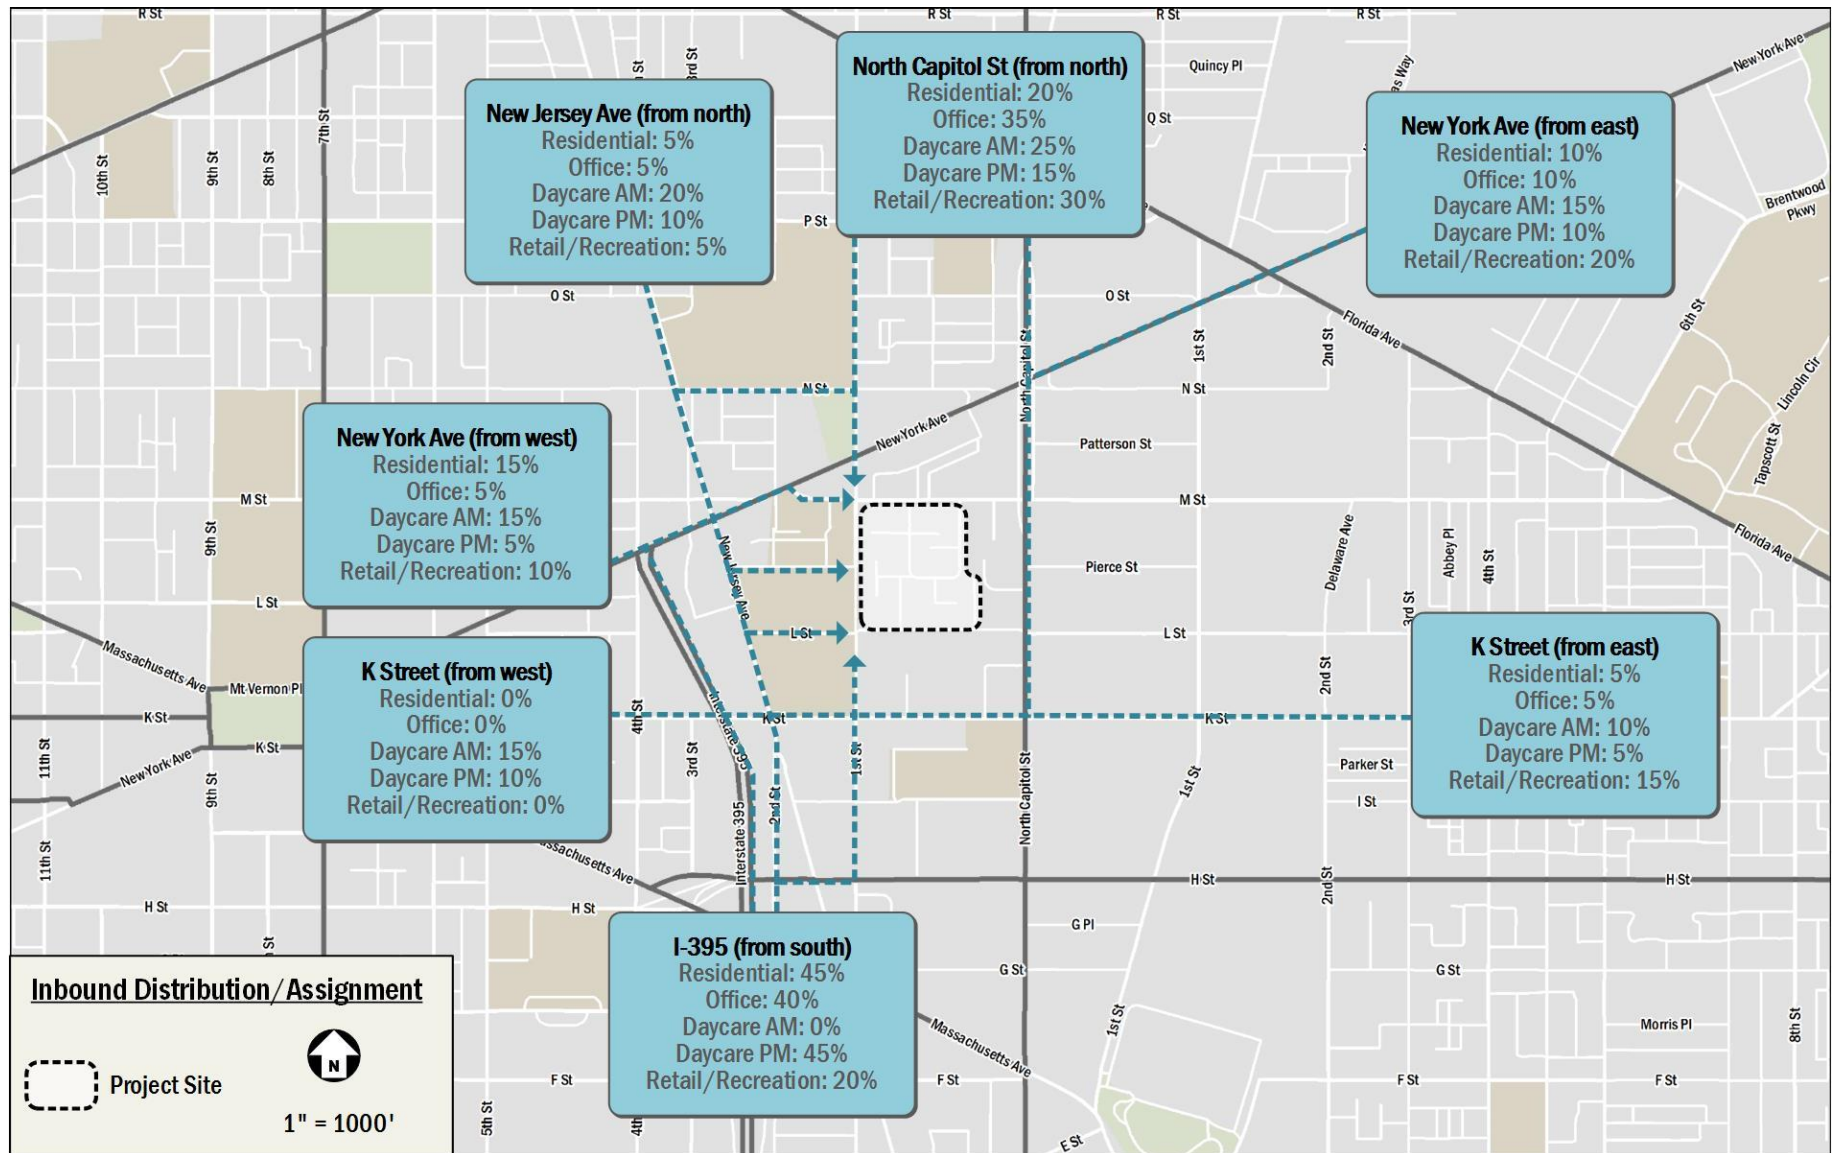 R St
R St
R St
R St
North Capitol St (from north)
Residential: 20%
Office: 35%
Daycare AM: 25%
Daycare PM: 15%
Retail/Recreation: 30%
New Jersey Ave (from north)
Residential: 5%
Office: 5%
Daycare AM: 20%
Daycare PM: 10%
Retail/Recreation: 5%
New York Ave (from east)
Residential: 10%
Office: 10%
Daycare AM: 15%
Daycare PM: 10%
Retail/Recreation: 20%
New York Ave
3rd St
Quincy Pl
Q St
as Way
Brentwood
Pkwy
10th St
9th St
8th St
7th St
P St
O St
O St
1st St
2nd St
Florida Ave
6th St
Lincoln Cir
Tapscott St
N St
N St
North Capitol St
New York Ave
Patterson St
New York Ave (from west)
Residential: 15%
Office: 5%
Daycare AM: 15%
Daycare PM: 5%
Retail/Recreation: 10%
M St
M St
9th St
New Jersey Ave
Pierce St
Delaware Ave
Abbey Pl
4th St
3rd St
Florida Ave
L St
L St
L St
Massachusetts Ave
Mt Vernon Pl
K Street (from west)
Residential: 0%
Office: 0%
Daycare AM: 15%
Daycare PM: 10%
Retail/Recreation: 0%
K Street (from east)
Residential: 5%
Office: 5%
Daycare AM: 10%
Daycare PM: 5%
Retail/Recreation: 15%
2nd St
K St
K St
K St
K St
4th St
3rd St
Interstate 395
Interstate 395
2nd St
1st St
North Capitol St
1st St
Parker St
I St
11th St
New York Ave
9th St
11th St
assachusetts Ave
H St
H St
H St
H St
2nd St
G Pl
G St
G St
I-395 (from south)
Residential: 45%
Office: 40%
Daycare AM: 0%
Daycare PM: 45%
Retail/Recreation: 20%
Massachusetts Ave
1st St
Morris Pl
8th St
F St
F St
F St
F St
5th St
4th
E St
Inbound Distribution/Assignment
N
Project Site
1" = 1000'